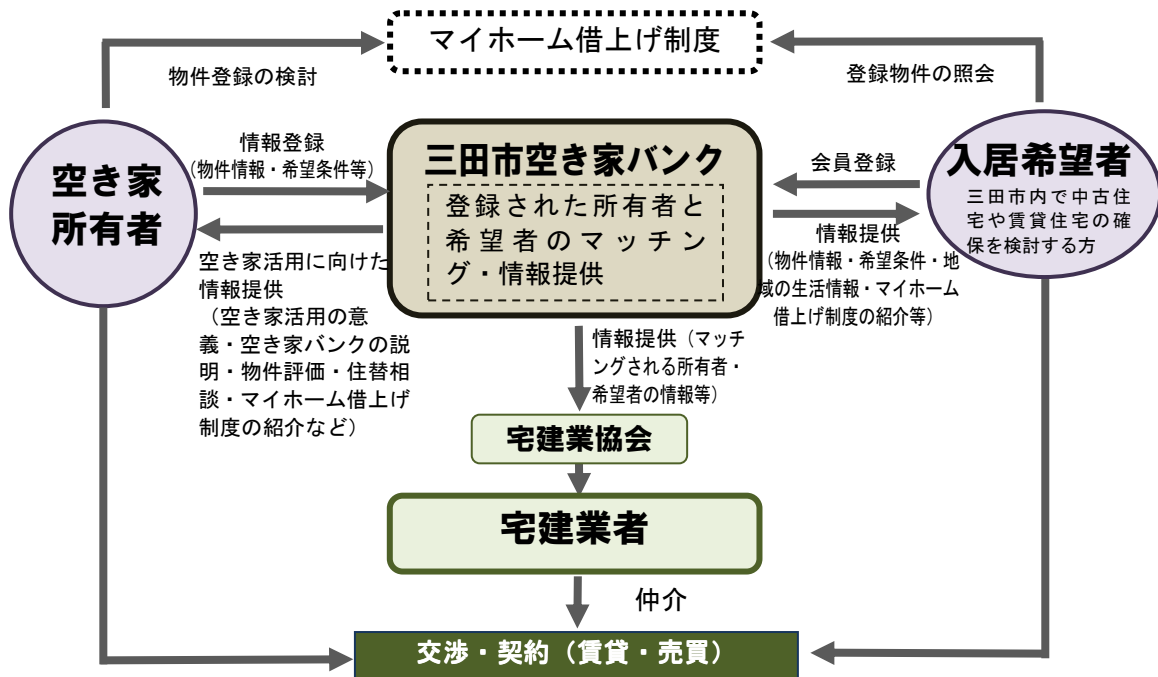 マイホーム借上げ制度
物件登録の検討
登録物件の照会
空き家
所有者
情報登録
(物件情報・希望条件等)
三田市空き家バンク
登録された所有者と
希望者のマッチン
グ・情報提供
会員登録
入居希望者
三田市内で中古住
宅や賃貸住宅の確
保を検討する方
情報提供
(物件情報・希望条件・地
域の生活情報・マイホーム
借上げ制度の紹介等)
空き家活用に向けた
情報提供
(空き家活用の意
義・空き家バンクの説
明・物件評価・住替相
談・マイホーム借上げ
制度の紹介など)
情報提供(マッチ
ングされる所有者・
希望者の情報等)
宅建業協会
宅建業者
仲介
交渉・契約(賃貸・売買)